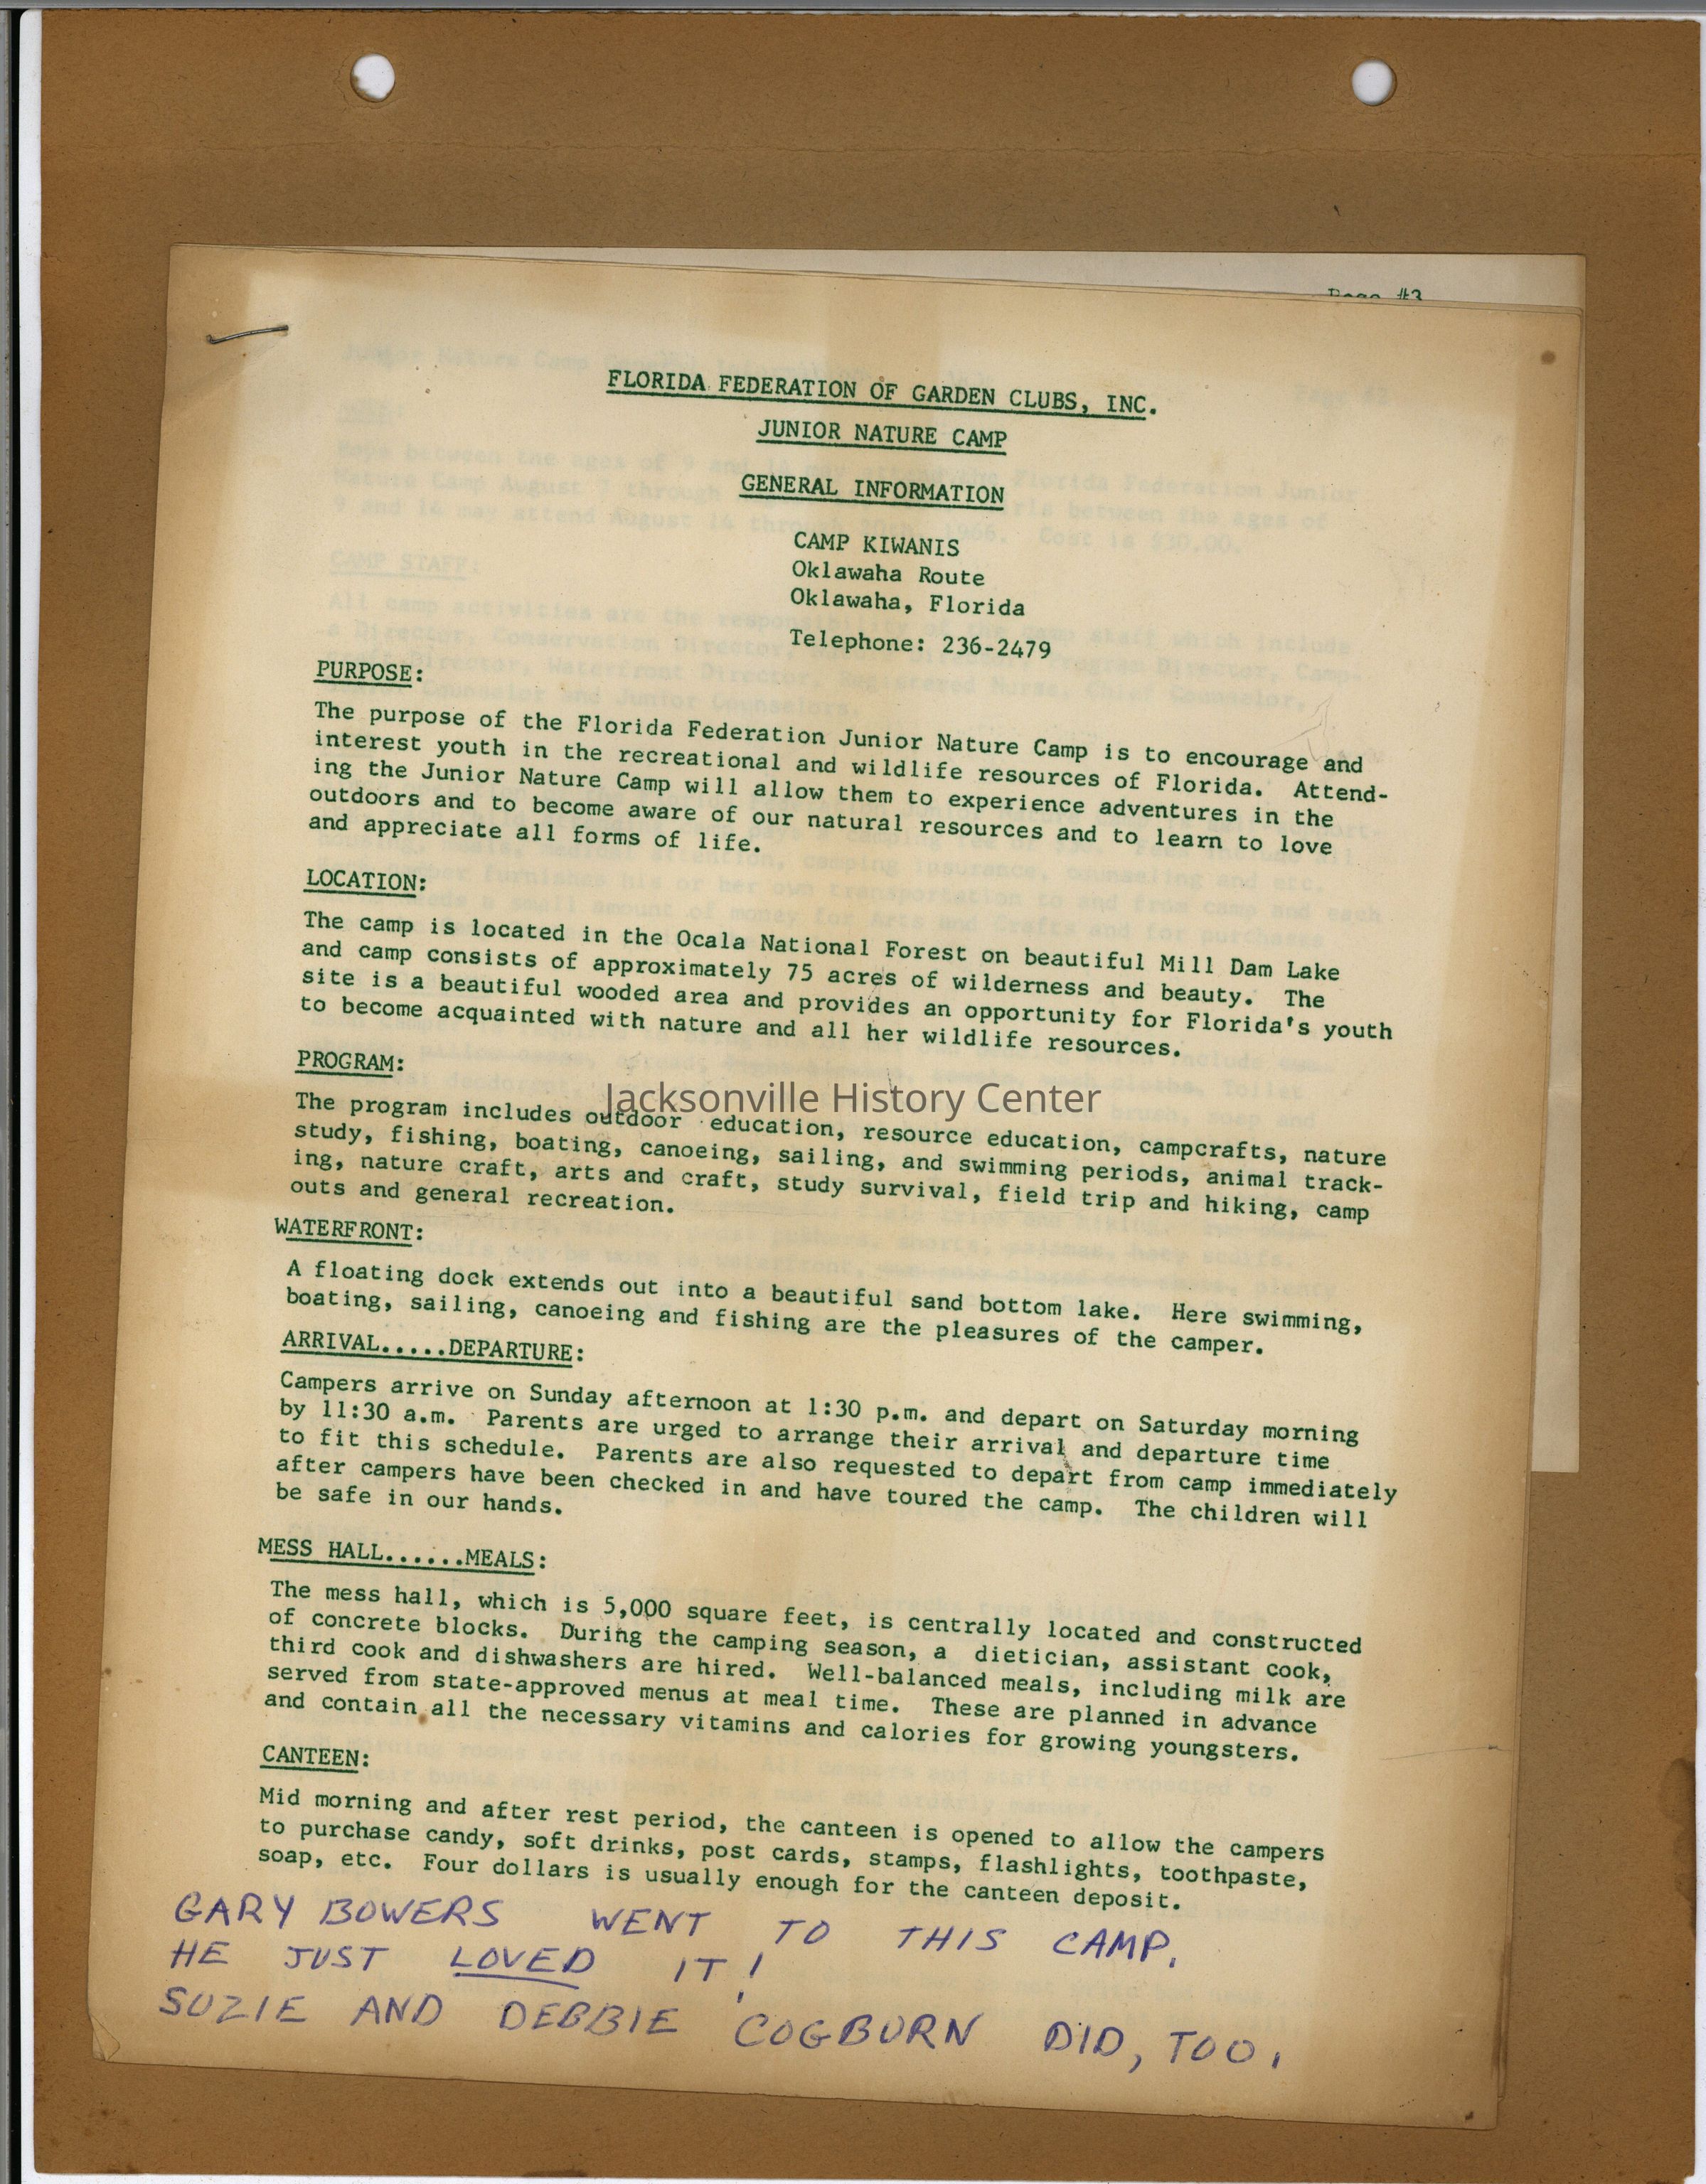 Page #3
FLORIDA FEDERATION OF GARDEN CLUBS, INC.
JUNIOR NATURE CAMP
GENERAL INFORMATION
CAMP KIWANIS
Oklawaha Route
Oklawaha, Florida
Telephone: 236-2479
PURPOSE:
The purpose of the Florida Federation Junior Nature Camp is to encourage and
interest youth in the recreational and wildlife resources of Florida. Attend-
ing the Junior Nature Camp will allow them to experience adventures in the
outdoors and to become aware of our natural resources and to learn to love
and appreciate all forms of life.
LOCATION:
The camp is located in the Ocala National Forest on beautiful Mill Dam Lake
and camp consists of approximately 75 acres of wilderness and beauty. The
site is a beautiful wooded area and provides an opportunity for Florida's youth
to become acquainted with nature and all her wildlife resources.
PROGRAM:
Jacksonville History Center
The program includes outdoor education, resource education, campcrafts, nature
study, fishing, boating, canoeing, sailing, and swimming periods, animal track-
ing, nature craft, arts and craft, study survival, field trip and hiking, camp
outs and general recreation.
WATERFRONT:
A floating dock extends out into a beautiful sand bottom lake. Here swimming,
boating, sailing, canoeing and fishing are the pleasures of the camper.
ARRIVAL.....DEPARTURE:
Campers arrive on Sunday afternoon at 1:30 p.m. and depart on Saturday morning
by 11:30 a.m. Parents are urged to arrange their arrival and departure time
to fit this schedule. Parents are also requested to depart from camp immediately
after campers have been checked in and have toured the camp. The children will
be safe in our hands.
MESS HALL......MEALS:
The mess hall, which is 5,000 square feet, is centrally located and constructed
of concrete blocks. During the camping season, a dietician, assistant cook,
third cook and dishwashers are hired. Well-balanced meals, including milk are
served from state-approved menus at meal time. These are planned in advance
and contain all the necessary vitamins and calories for growing youngsters.
CANTEEN:
Mid morning and after rest period, the canteen is opened to allow the campers
to purchase candy, soft drinks, post cards, stamps, flashlights, toothpaste,
soap, etc. Four dollars is usually enough for the canteen deposit.
GARY BOWERS WENT TO THIS CAMP.
HE JUST LOVED IT!
SUZIE AND DEBBIE COGBURN DID, TOO.